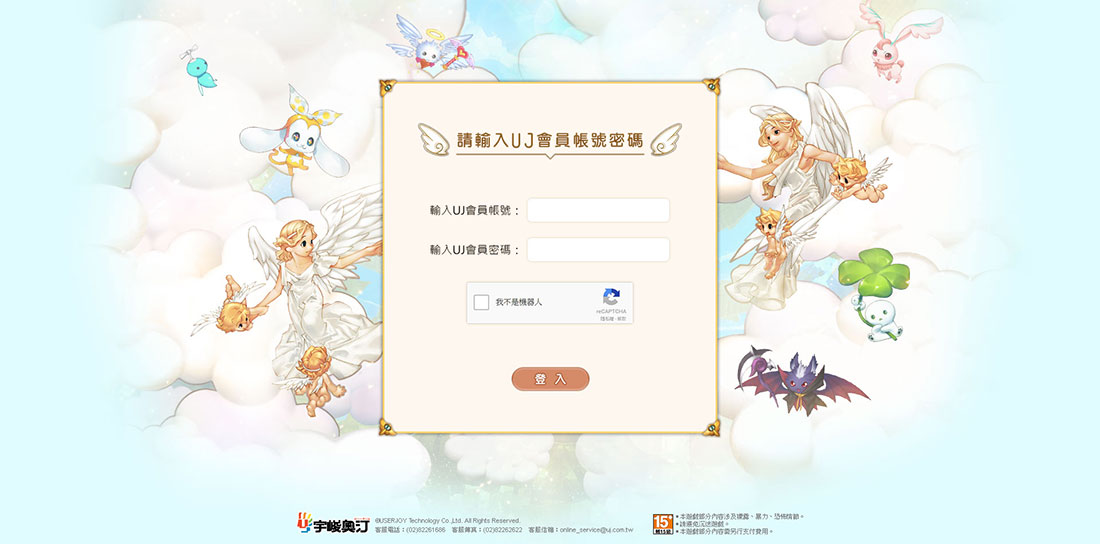 請輸入UJ會員帳號密碼
輸入UJ會員帳號：
輸入UJ會員密碼：
我不是機器人
reCAPTCHA
隱私權 - 條款
登 入
宇峻奧汀
©USERJOY Technology Co.,Ltd. All Rights Reserved.
客服電話：(02)82261686 客服傳真：(02)82262622 客服信箱：online_service@uj.com.tw
15+
輔15級
＊本遊戲部分內容涉及裸露、暴力、恐怖情節。
＊請避免沉迷遊戲。
＊本遊戲部分內容需另行支付費用。